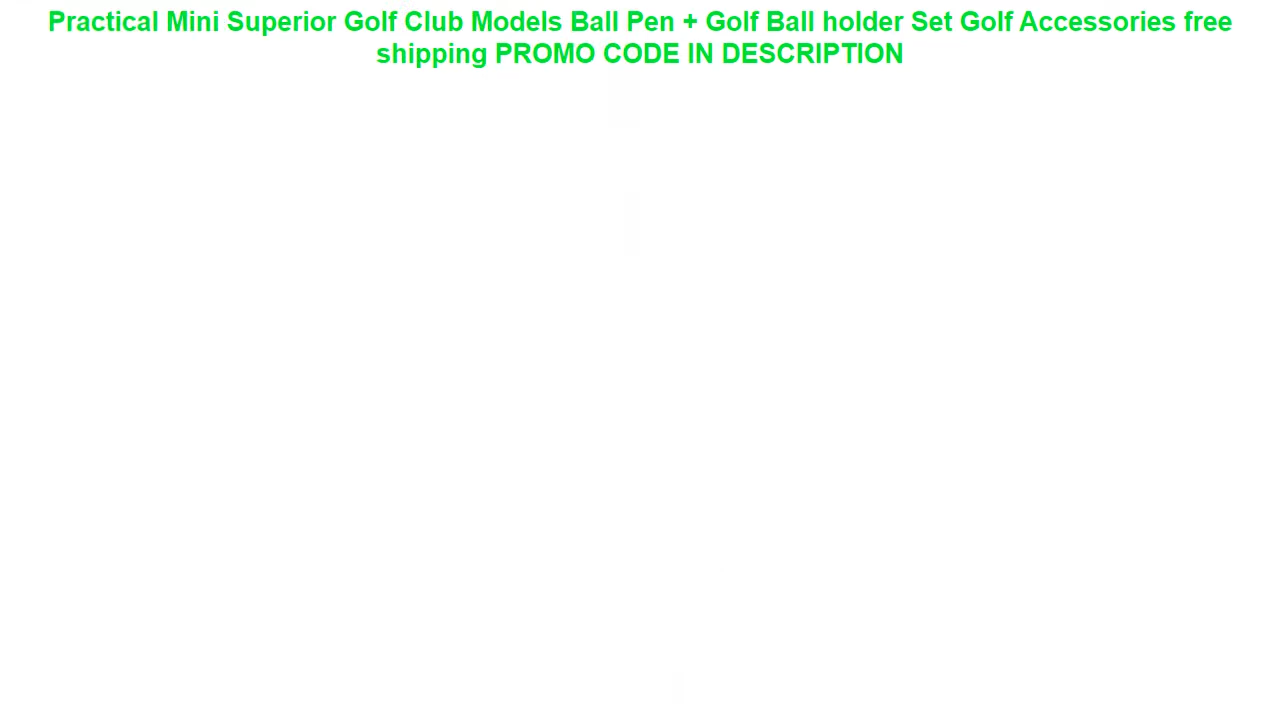 Practical Mini Superior Golf Club Models Ball Pen + Golf Ball holder Set Golf Accessories free
shipping PROMO CODE IN DESCRIPTION